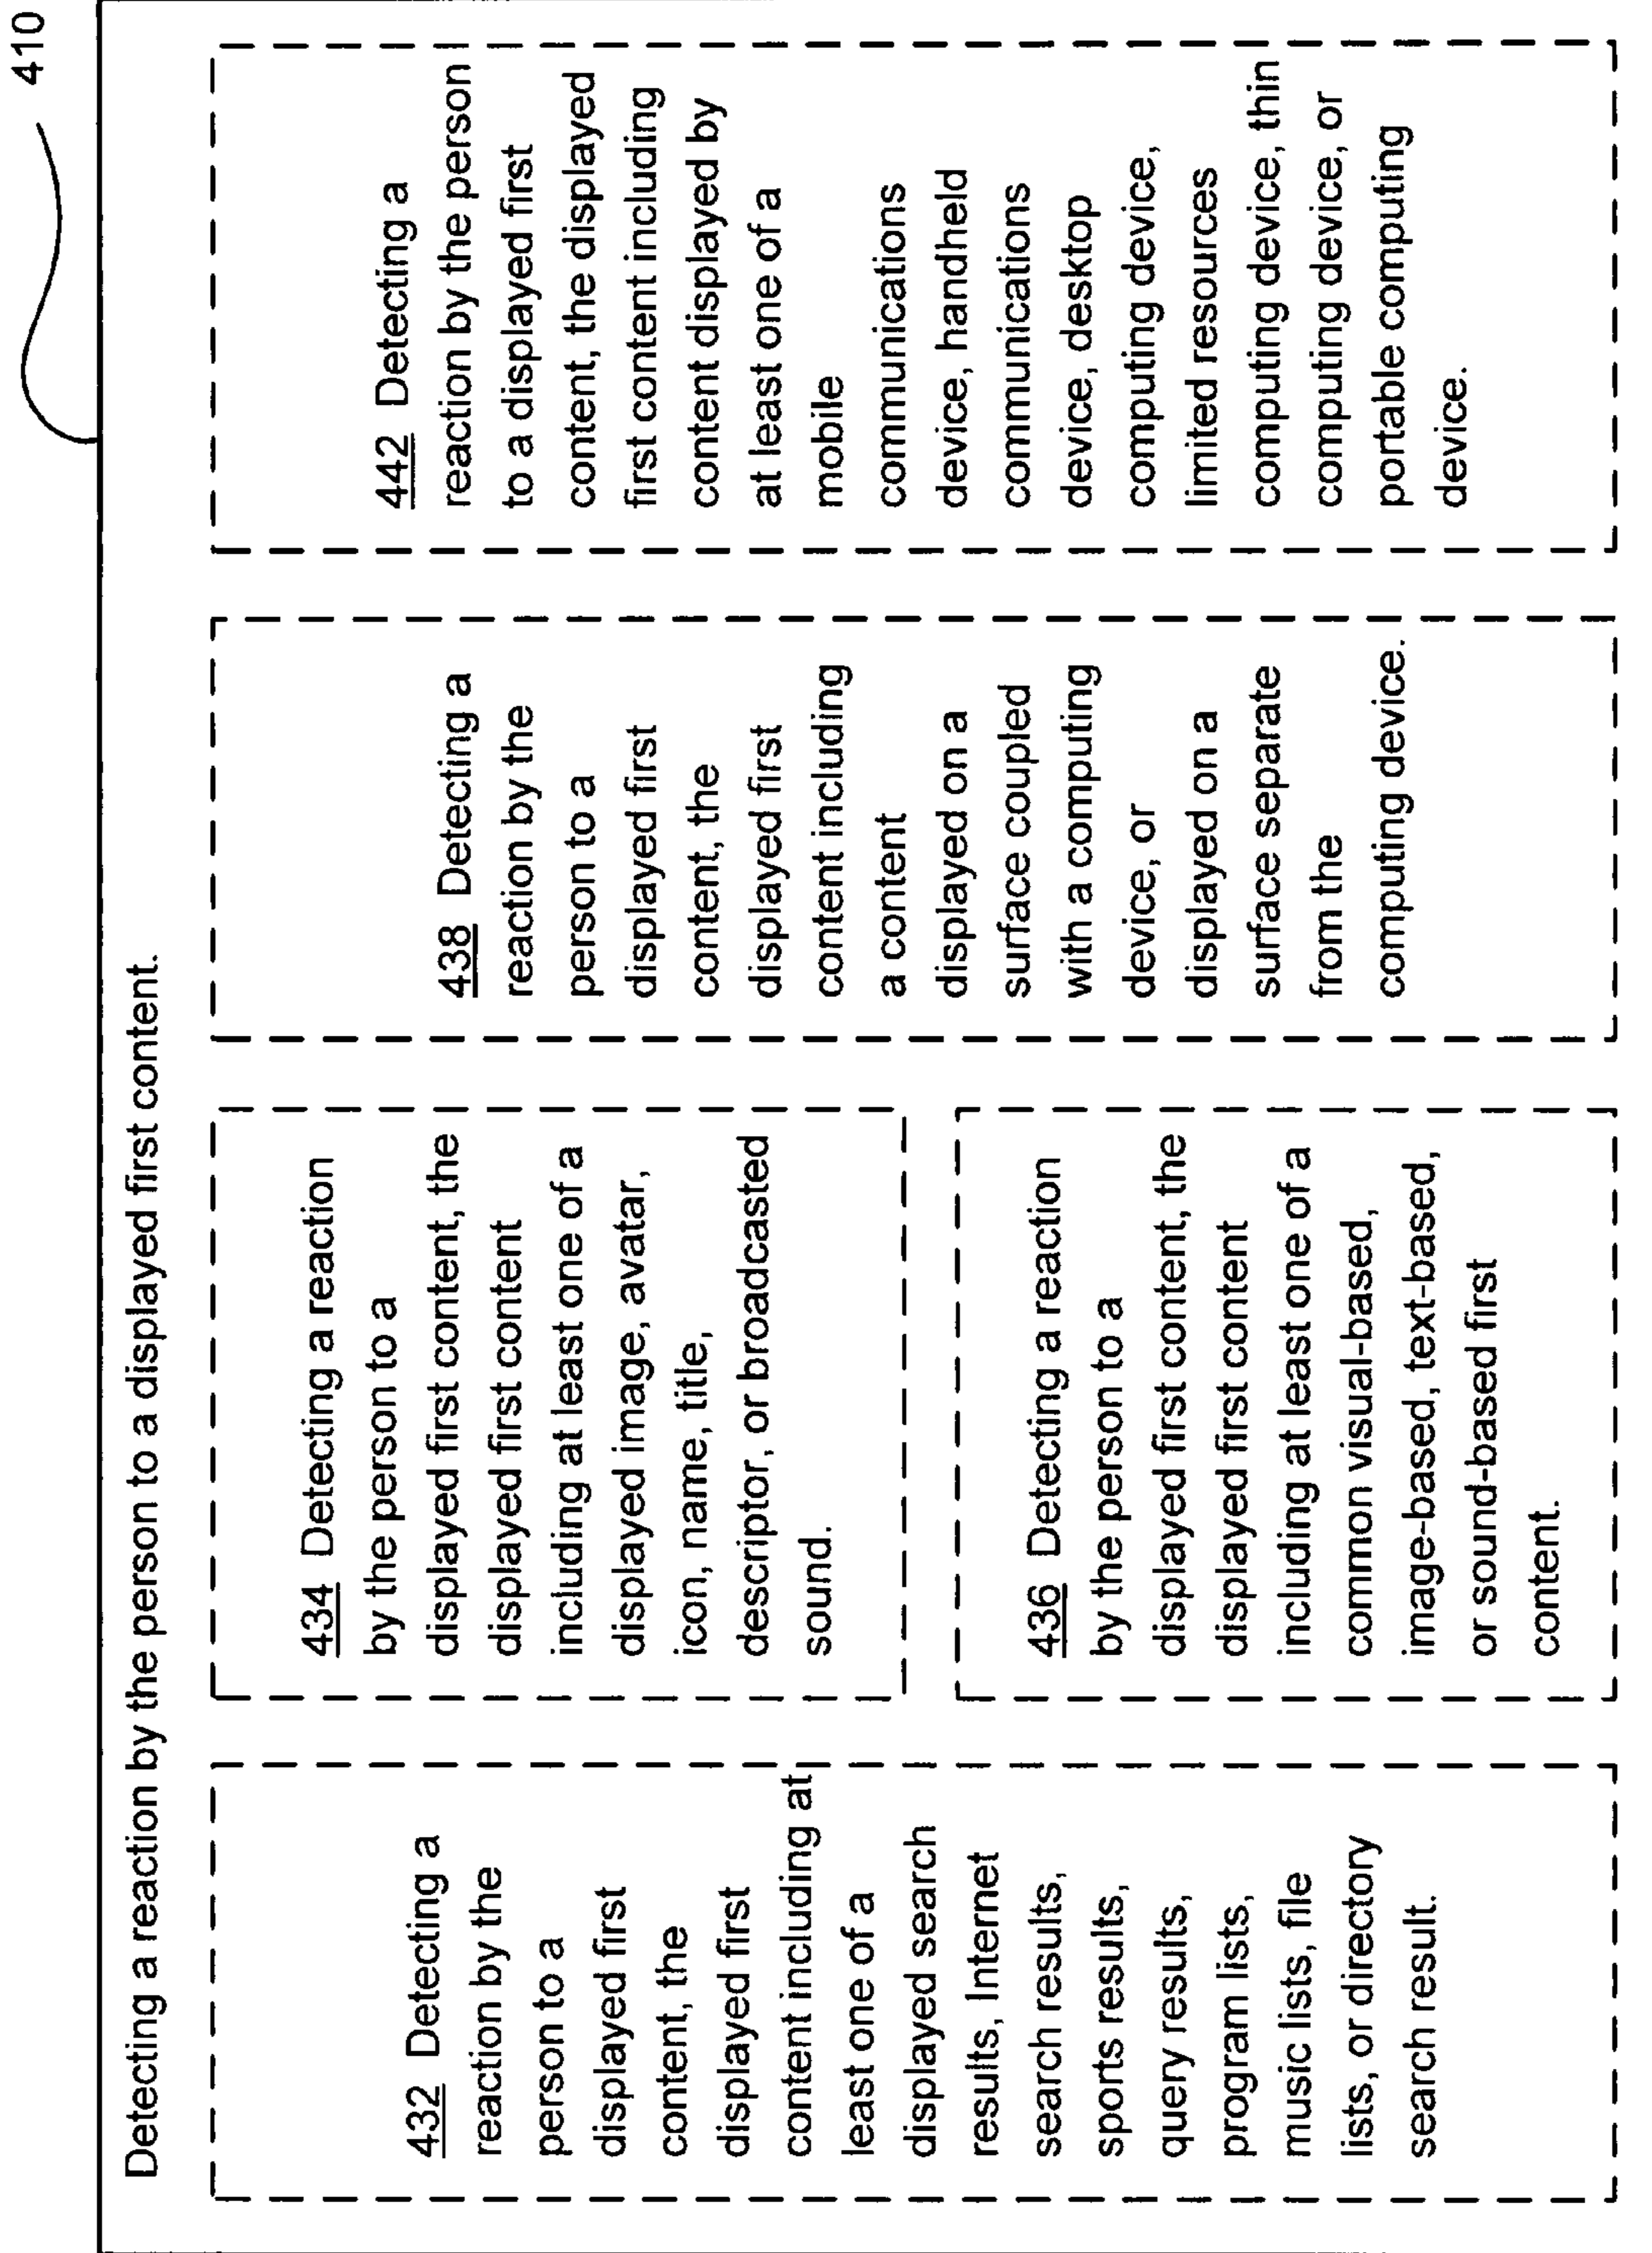 410
Detecting a reaction by the person to a displayed first content.
432 Detecting a
reaction by the
person to a
displayed first
content, the
displayed first
content including at
least one of a
displayed search
results, Internet
search results,
sports results,
query results,
program lists,
music lists, file
lists, or directory
search result.
434 Detecting a reaction
by the person to a
displayed first content, the
displayed first content
including at least one of a
displayed image, avatar,
icon, name, title,
descriptor, or broadcasted
sound.
436 Detecting a reaction
by the person to a
displayed first content, the
displayed first content
including at least one of a
common visual-based,
image-based, text-based,
or sound-based first
content.
438 Detecting a
reaction by the
person to a
displayed first
content, the
displayed first
content including
a content
displayed on a
surface coupled
with a computing
device, or
displayed on a
surface separate
from the
computing device.
442 Detecting a
reaction by the person
to a displayed first
content, the displayed
first content including
content displayed by
at least one of a
mobile
communications
device, handheld
communications
device, desktop
computing device,
limited resources
computing device, thin
computing device, or
portable computing
device.